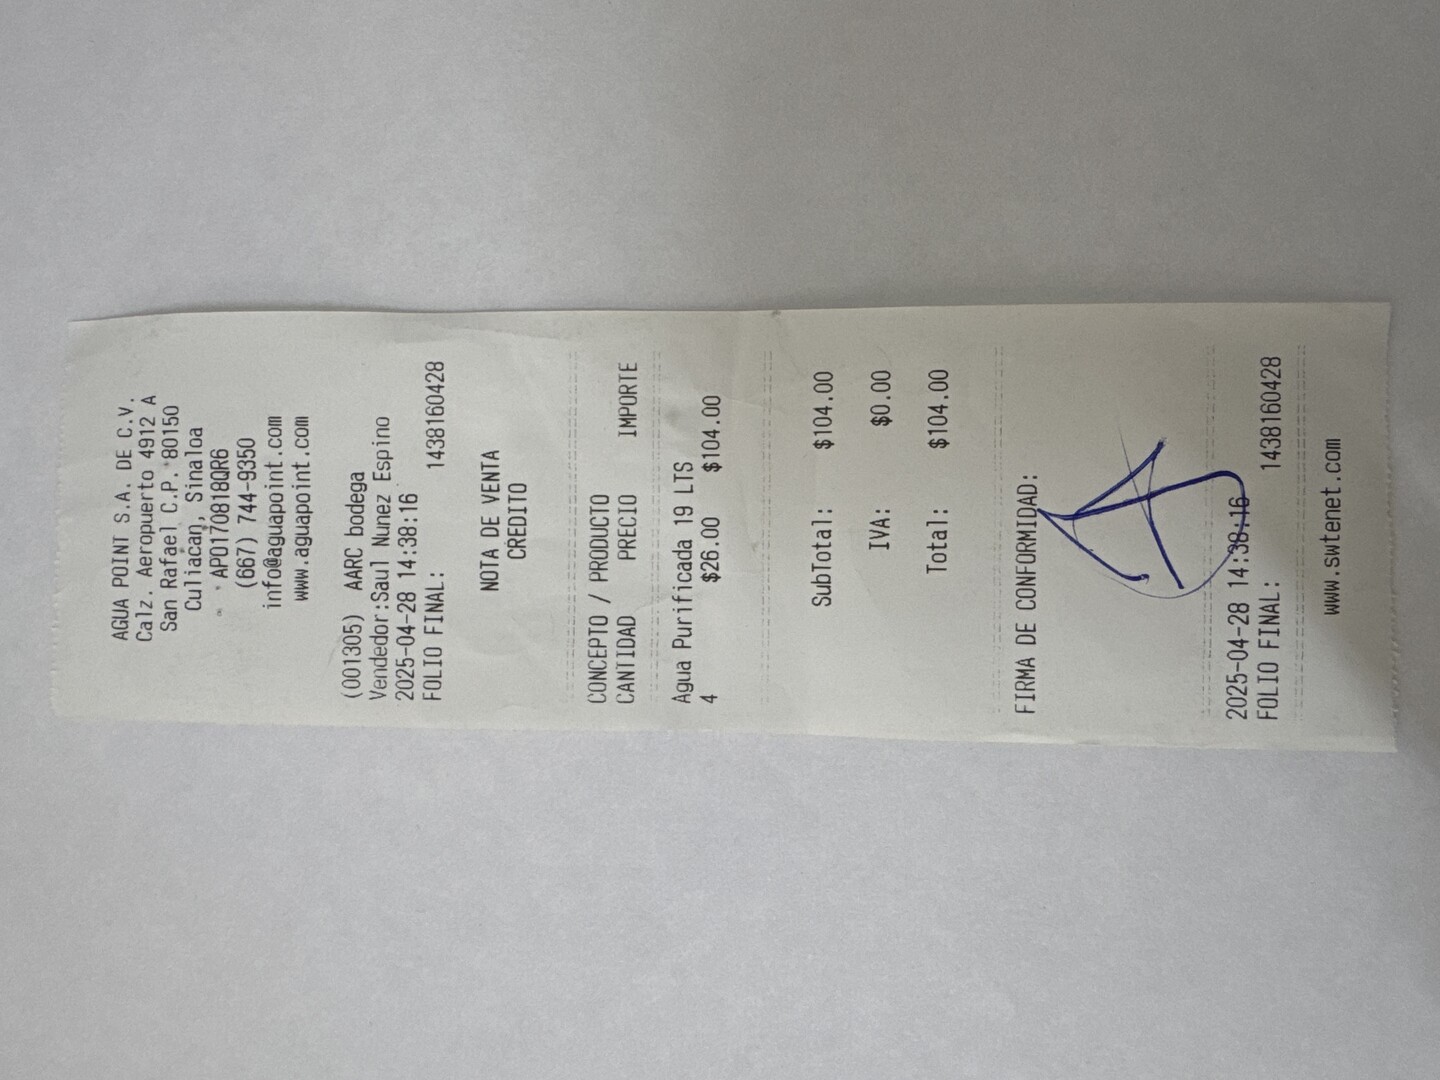 AGUA POINT S.A. DE C.V.
Calz. Aeropuerto 4912 A
San Rafael C.P. 80150
Culiacan, Sinaloa
APO170818QR6
(667) 744-9350
info@aguapoint.com
www.aguapoint.com
(001305) AARC bodega
Vendedor:Saul Nunez Espino
2025-04-28 14:38:16
FOLIO FINAL: 1438160428
NOTA DE VENTA
CREDITO
CONCEPTO / PRODUCTO
CANTIDAD PRECIO IMPORTE
Agua Purificada 19 LTS
4 $26.00 $104.00
SubTotal: $104.00
IVA: $0.00
Total: $104.00
FIRMA DE CONFORMIDAD:
2025-04-28 14:38:16
FOLIO FINAL: 1438160428
www.swtenet.com